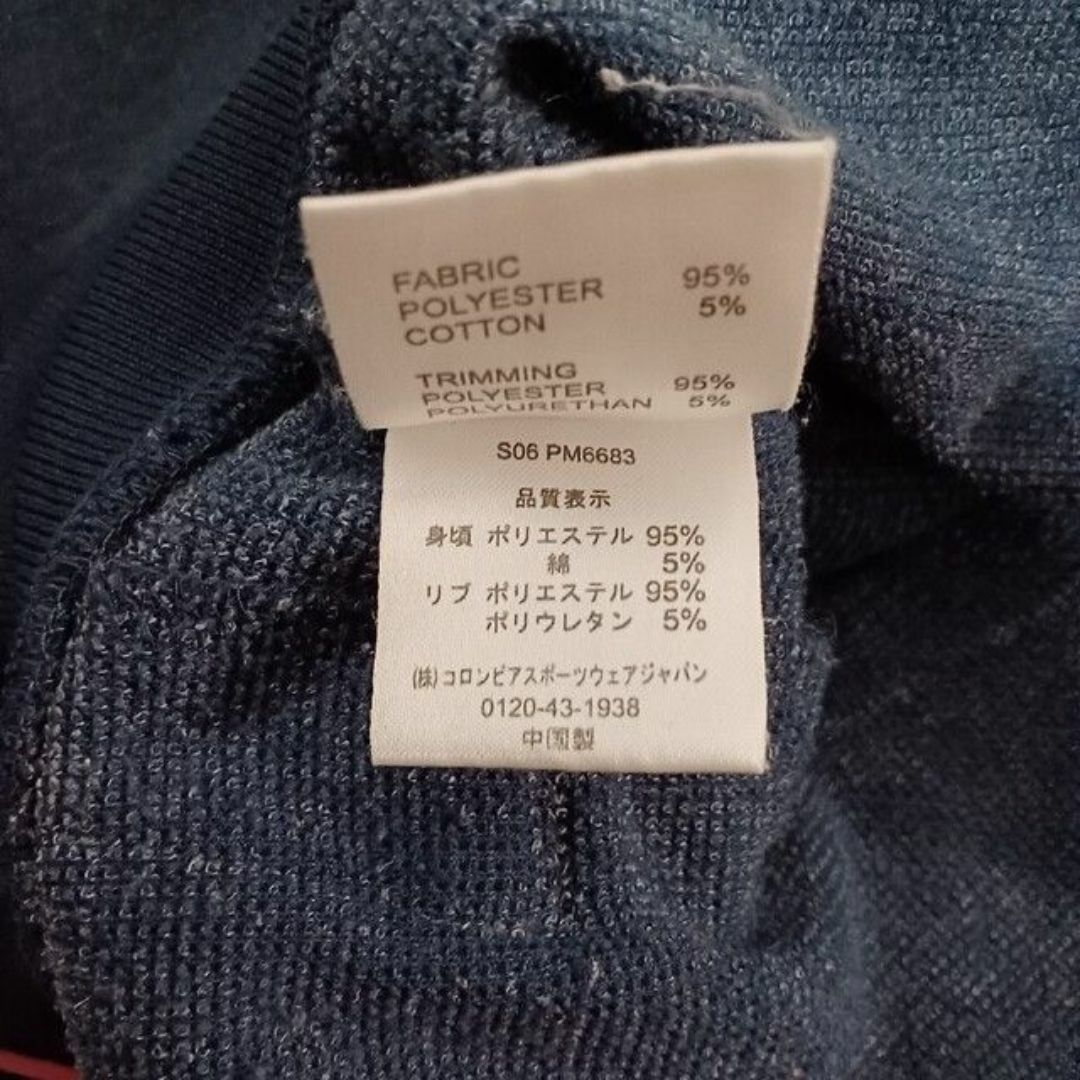 FABRIC
POLYESTER 95%
COTTON 5%
TRIMMING
POLYESTER 95%
POLYURETHAN 5%
S06 PM6683
品質表示
身頃 ポリエステル 95%
綿 5%
リブ ポリエステル 95%
ポリウレタン 5%
(株)コロンビアスポーツウェアジャパン
0120-43-1938
中国製